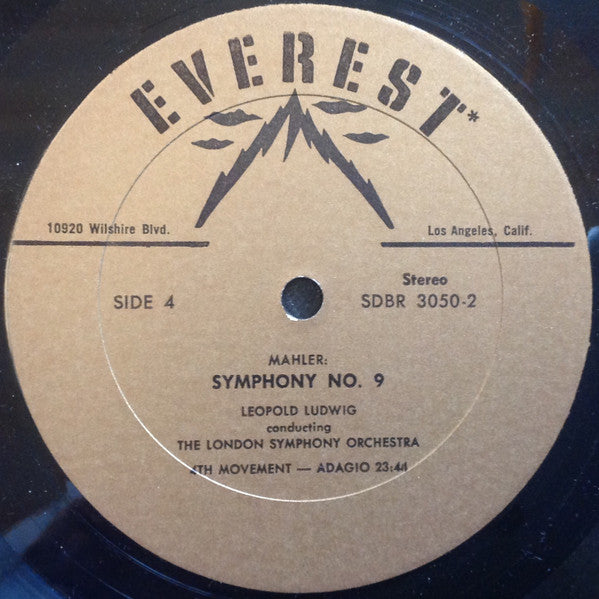 EVEREST*
10920 Wilshire Blvd.
Los Angeles, Calif.
Stereo
SIDE 4
SDBR 3050-2
MAHLER:
SYMPHONY NO. 9
LEOPOLD LUDWIG
conducting
THE LONDON SYMPHONY ORCHESTRA
4TH MOVEMENT — ADAGIO 23:44